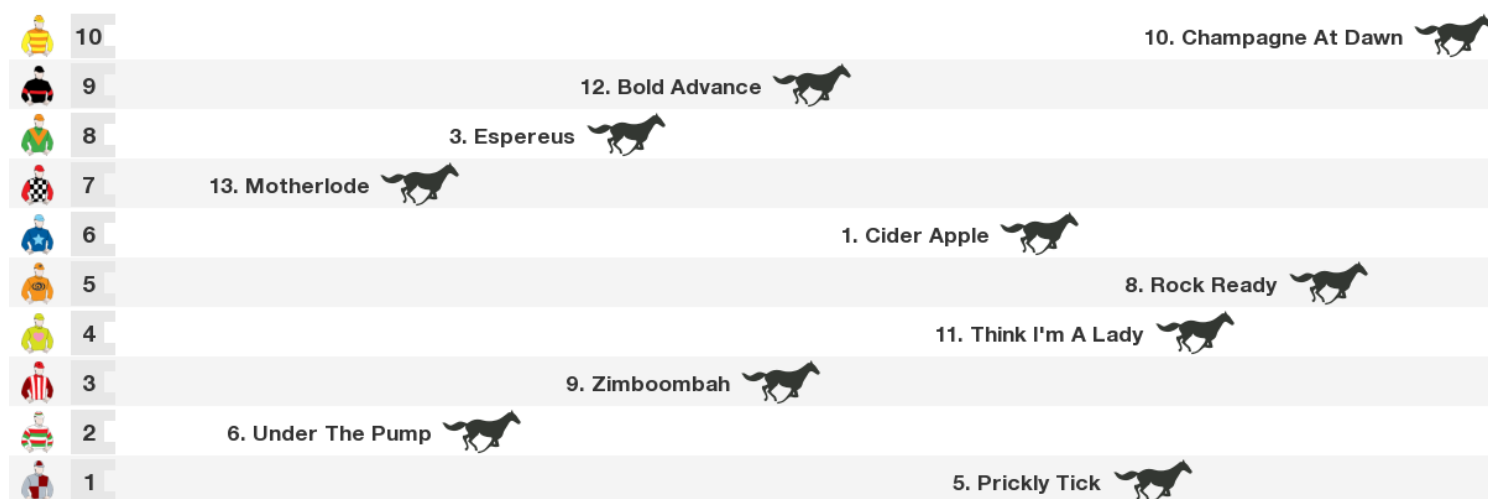 10 10. Champagne At Dawn
9 12. Bold Advance
8 3. Espereus
7 13. Motherlode
6 1. Cider Apple
5 8. Rock Ready
4 11. Think I'm A Lady
3 9. Zimboombah
2 6. Under The Pump
1 5. Prickly Tick